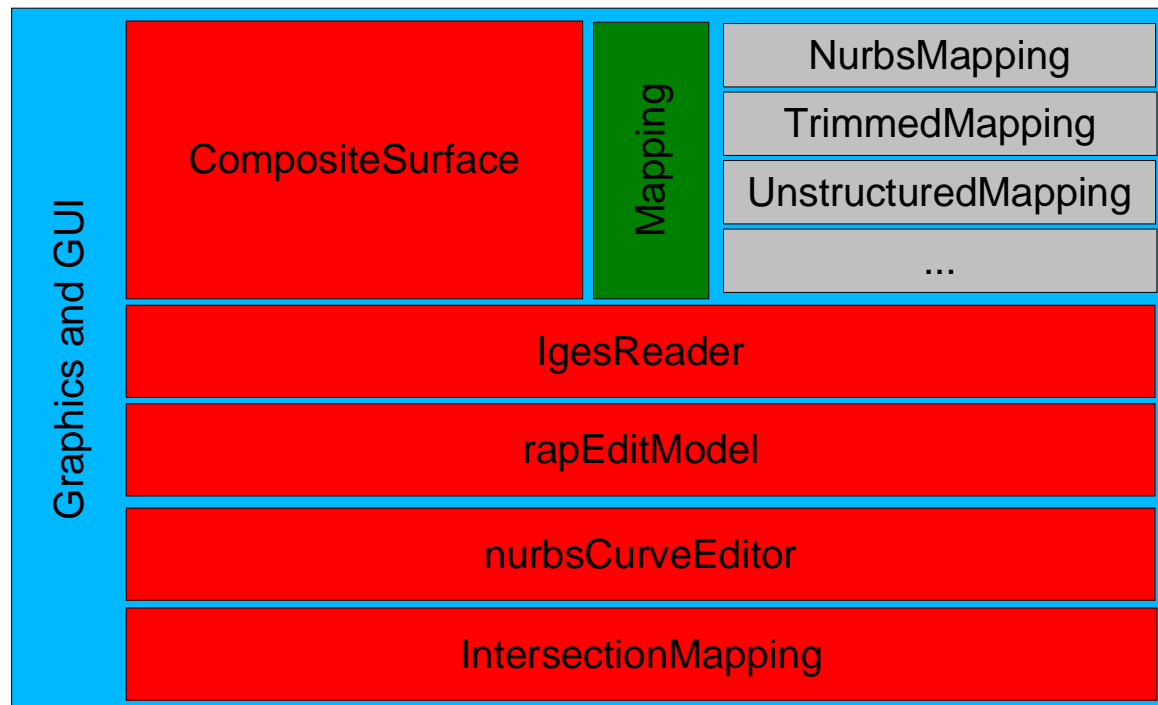 Graphics and GUI
CompositeSurface
Mapping
NurbsMapping
TrimmedMapping
UnstructuredMapping
...
IgesReader
rapEditModel
nurbsCurveEditor
IntersectionMapping